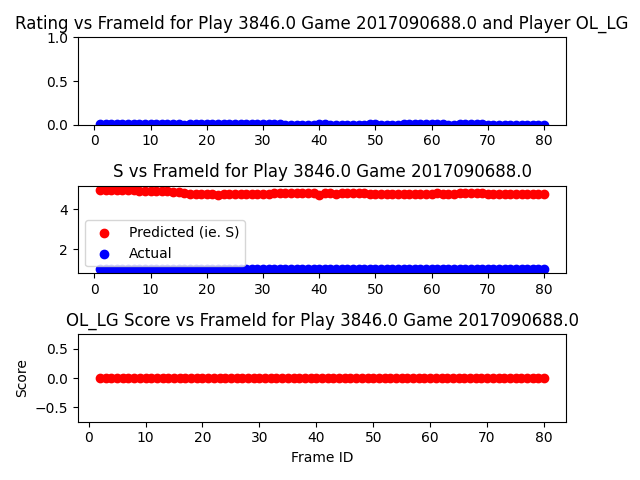 Rating vs FrameId for Play 3846.0 Game 2017090688.0 and Player OL_LG
1.0
0.5
0.0
0 10 20 30 40 50 60 70 80
S vs FrameId for Play 3846.0 Game 2017090688.0
4
2
Predicted (ie. S)
Actual
0 10 20 30 40 50 60 70 80
OL_LG Score vs FrameId for Play 3846.0 Game 2017090688.0
Score
0.5
0.0
−0.5
0 10 20 30 40 50 60 70 80
Frame ID